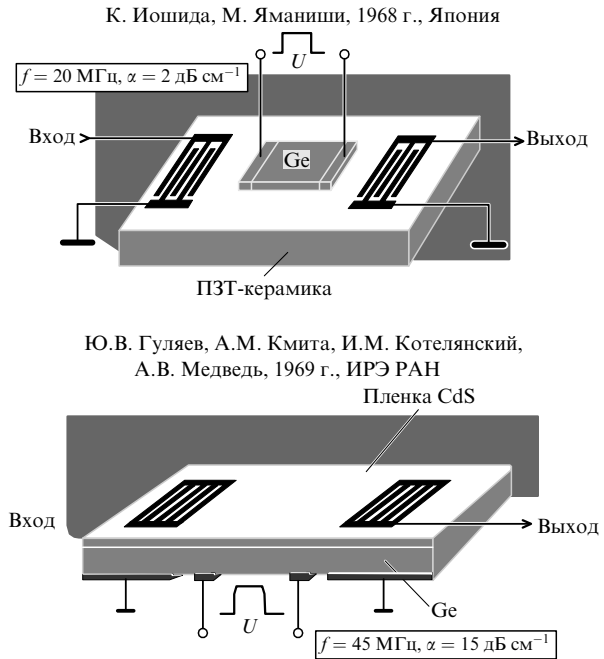 К. Иошида, М. Яманиши, 1968 г., Япония
U
f = 20 МГц, α = 2 дБ см⁻¹
Вход
Ge
Выход
ПЗТ-керамика
Ю.В. Гуляев, А.М. Кмита, И.М. Котелянский,
А.В. Медведь, 1969 г., ИРЭ РАН
Пленка CdS
Вход
Выход
Ge
U
f = 45 МГц, α = 15 дБ см⁻¹